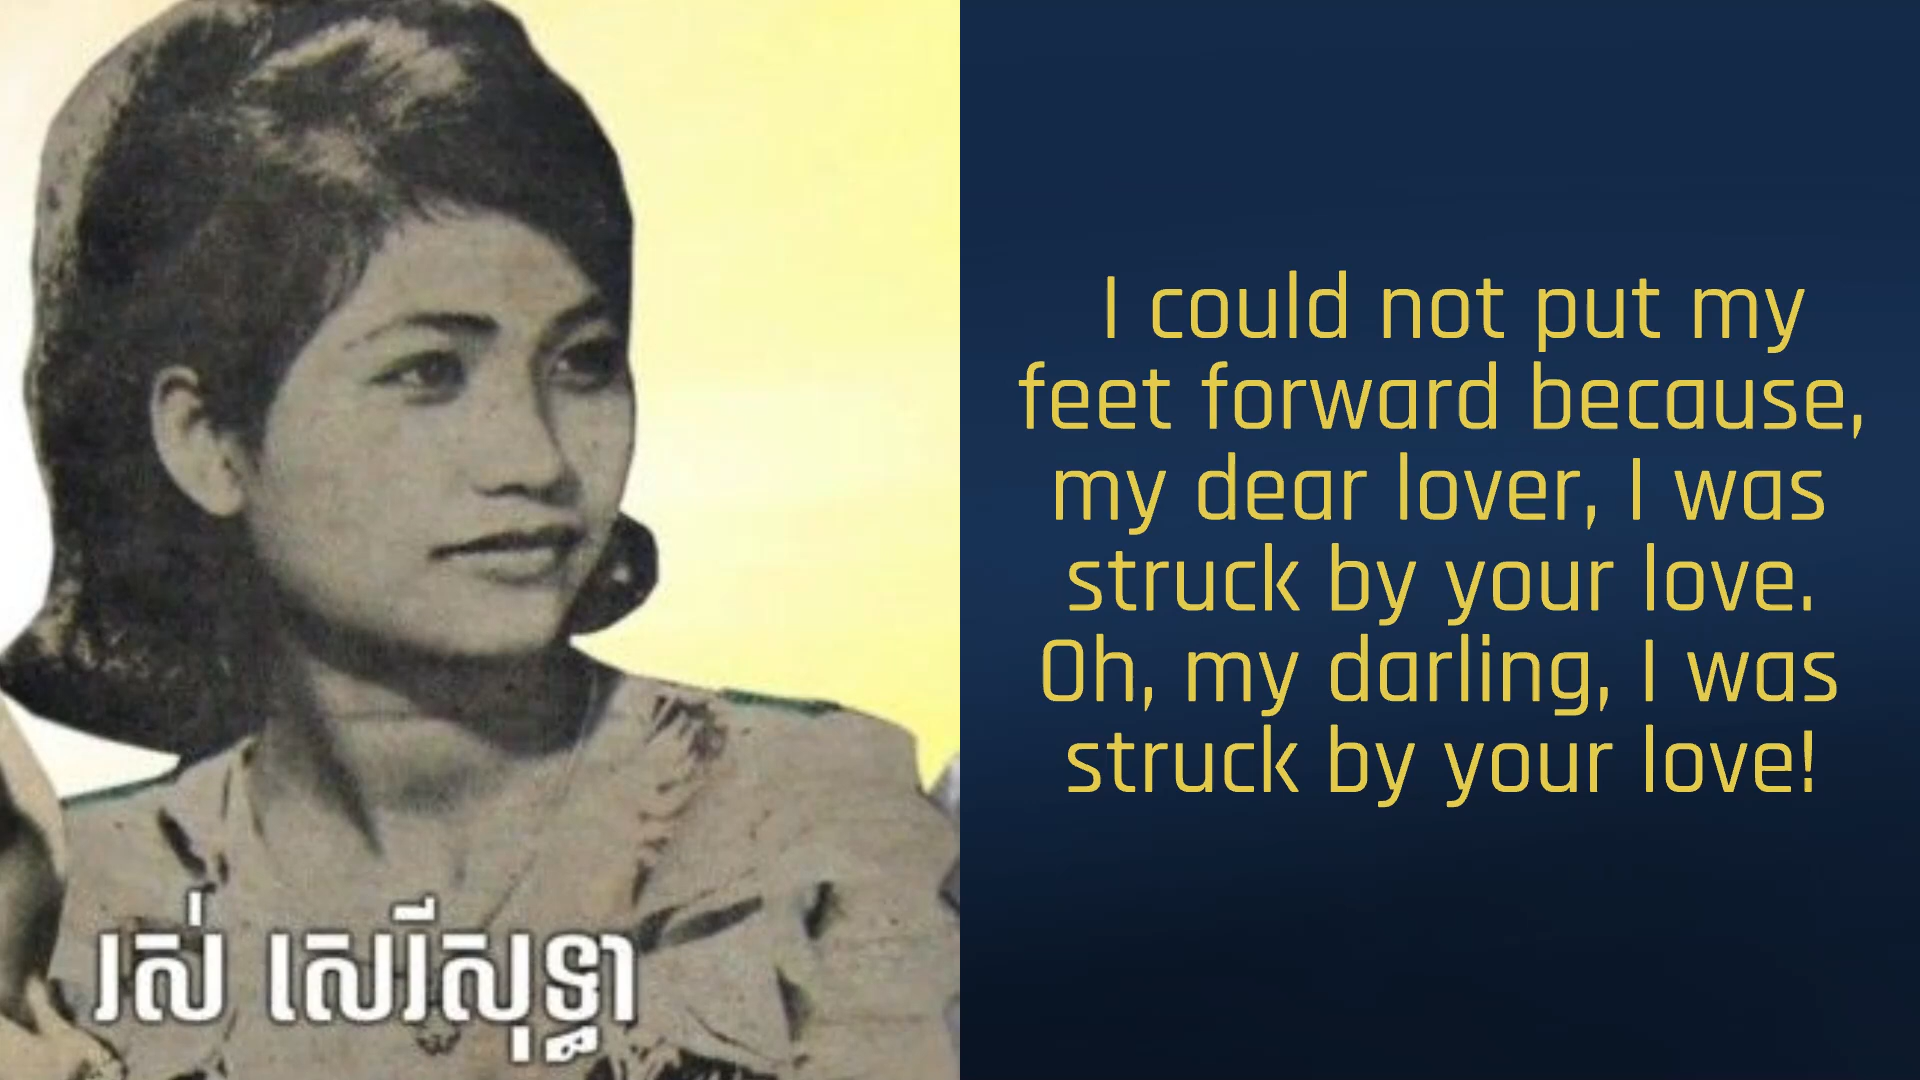 រស់ សេរីសុទ្ធា
I could not put my
feet forward because,
my dear lover, I was
struck by your love.
Oh, my darling, I was
struck by your love!